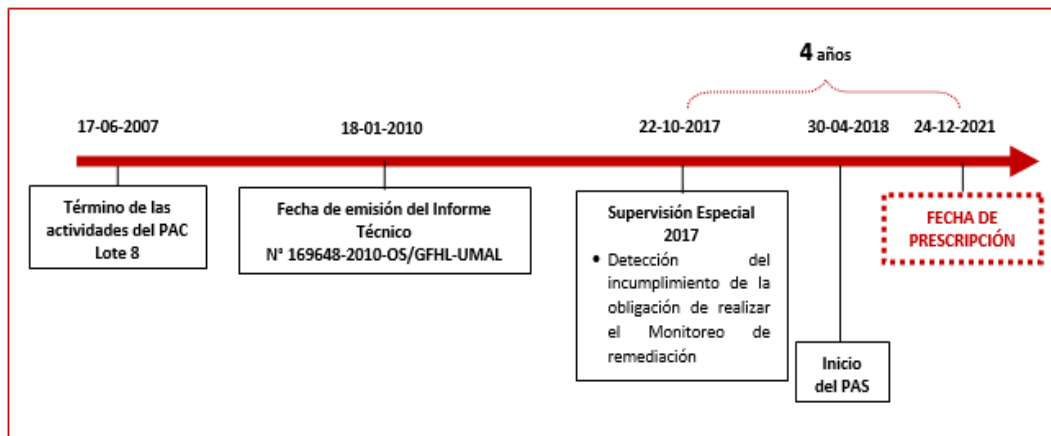 4 años
17-06-2007
18-01-2010
22-10-2017
30-04-2018
24-12-2021
Término de las
actividades del PAC
Lote 8
Fecha de emisión del Informe
Técnico
N° 169648-2010-OS/GFHL-UMAL
Supervisión Especial
2017
• Detección del
incumplimiento de la
obligación de realizar
el Monitoreo de
remediación
Inicio
del PAS
FECHA DE
PRESCRIPCIÓN